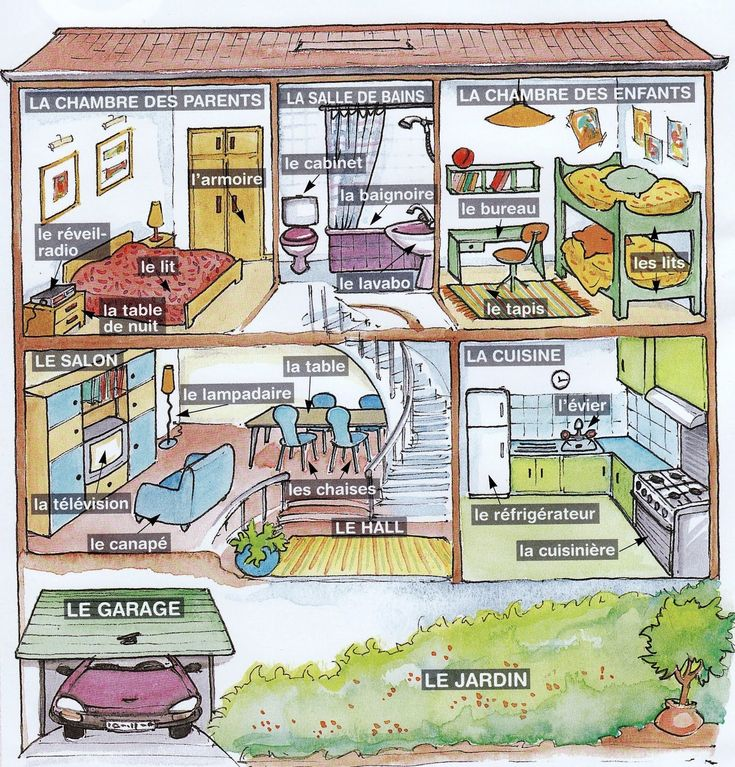 LA CHAMBRE DES PARENTS
LA SALLE DE BAINS
LA CHAMBRE DES ENFANTS
l'armoire
le réveil-
radio
le lit
la table
de nuit
le cabinet
la baignoire
le lavabo
le bureau
les lits
le tapis
LE SALON
la table
le lampadaire
la télévision
le canapé
les chaises
LE HALL
LA CUISINE
l'évier
le réfrigérateur
la cuisinière
LE GARAGE
LE JARDIN